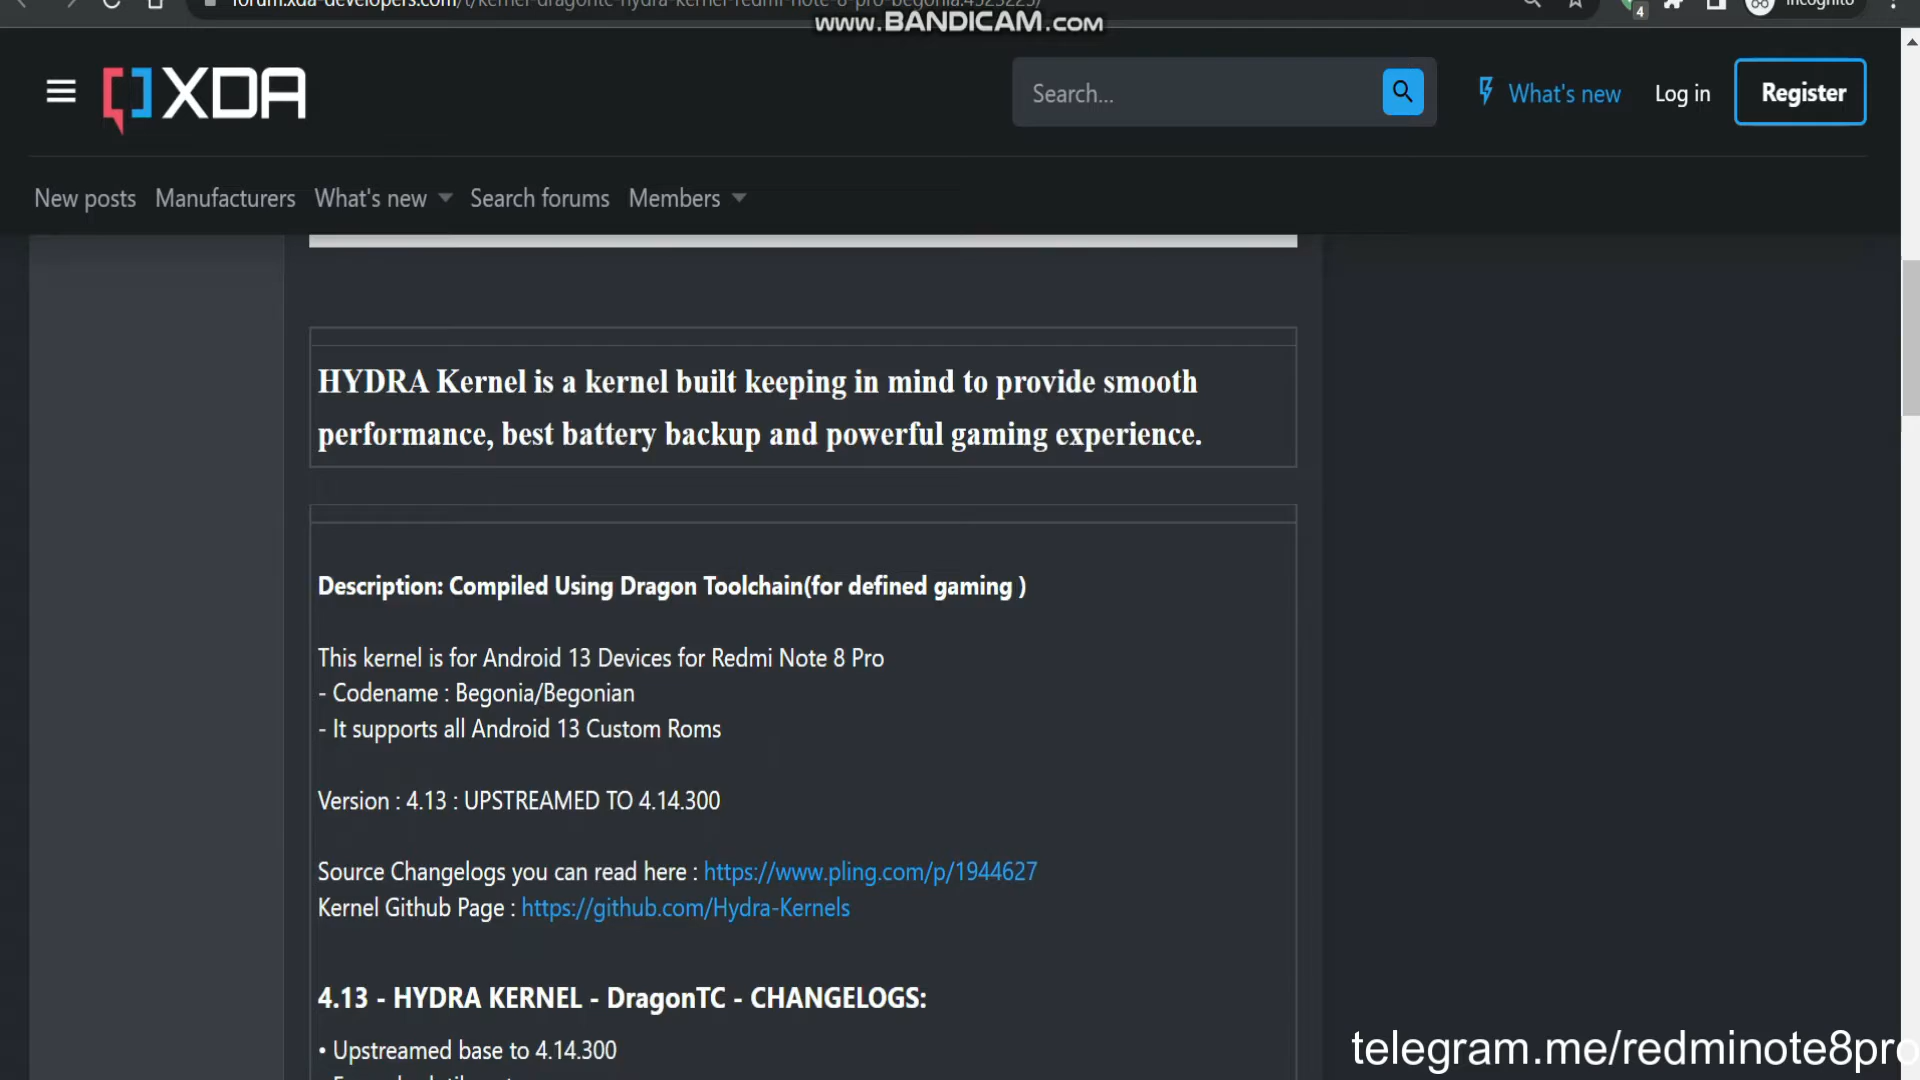 www.BANDICAM.com
4
XDA
Search...
What's new
Log in
Register
New posts
Manufacturers
What's new
Search forums
Members
HYDRA Kernel is a kernel built keeping in mind to provide smooth
performance, best battery backup and powerful gaming experience.
Description: Compiled Using Dragon Toolchain(for defined gaming )
This kernel is for Android 13 Devices for Redmi Note 8 Pro
- Codename : Begonia/Begonian
- It supports all Android 13 Custom Roms
Version : 4.13 : UPSTREAMED TO 4.14.300
Source Changelogs you can read here : https://www.pling.com/p/1944627
Kernel Github Page : https://github.com/Hydra-Kernels
4.13 - HYDRA KERNEL - DragonTC - CHANGELOGS:
• Upstreamed base to 4.14.300
telegram.me/redminote8pro